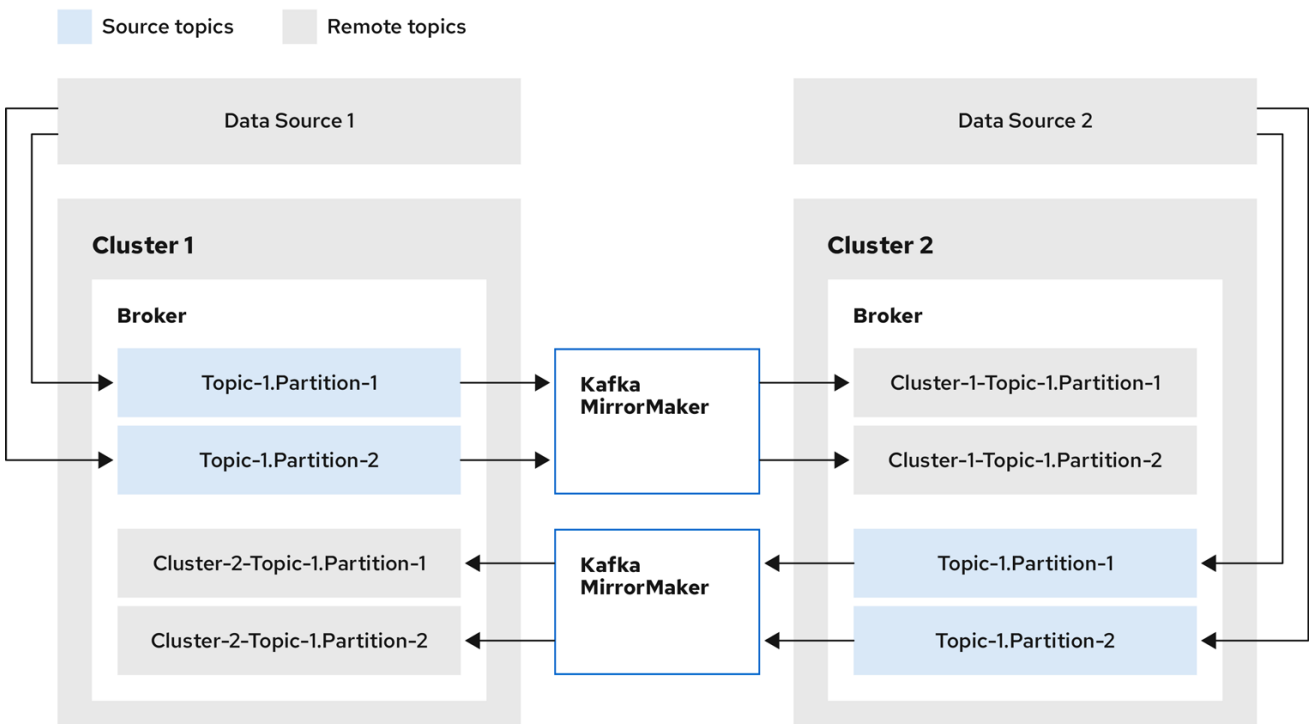 Source topics
Remote topics
Data Source 1
Data Source 2
Cluster 1
Broker
Topic-1.Partition-1
Topic-1.Partition-2
Cluster-2-Topic-1.Partition-1
Cluster-2-Topic-1.Partition-2
Kafka
MirrorMaker
Kafka
MirrorMaker
Cluster 2
Broker
Cluster-1-Topic-1.Partition-1
Cluster-1-Topic-1.Partition-2
Topic-1.Partition-1
Topic-1.Partition-2